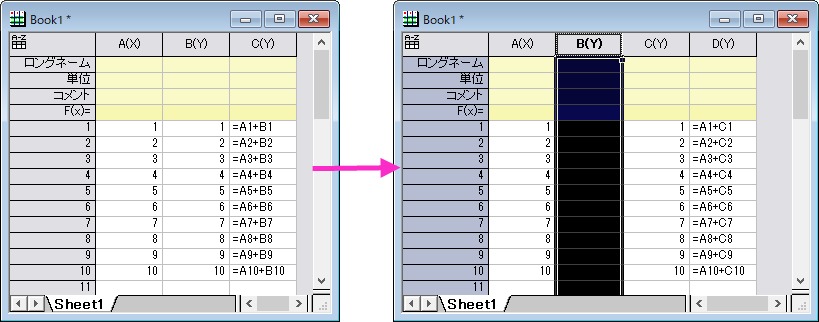 Book1 *
A(X) B(Y) C(Y)
ロングネーム
単位
コメント
F(x)=
1 1 1 =A1+B1
2 2 2 =A2+B2
3 3 3 =A3+B3
4 4 4 =A4+B4
5 5 5 =A5+B5
6 6 6 =A6+B6
7 7 7 =A7+B7
8 8 8 =A8+B8
9 9 9 =A9+B9
10 10 10 =A10+B10
11
Sheet1
Book1 *
A(X) B(Y) C(Y) D(Y)
ロングネーム
単位
コメント
F(x)=
1 1 1 =A1+C1
2 2 2 =A2+C2
3 3 3 =A3+C3
4 4 4 =A4+C4
5 5 5 =A5+C5
6 6 6 =A6+C6
7 7 7 =A7+C7
8 8 8 =A8+C8
9 9 9 =A9+C9
10 10 10 =A10+C10
11
Sheet1